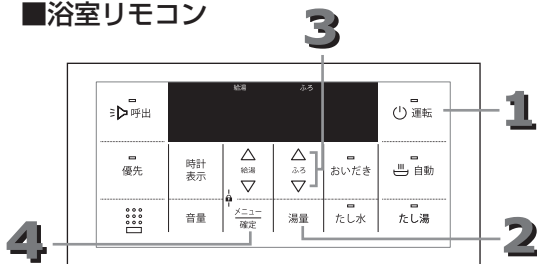 ■浴室リモコン
3
給湯 ふろ
呼出
運転
1
優先
時計
表示
給湯
ふろ
おいだき
自動
音量
メニュー
確定
湯量
たし水
たし湯
4
2